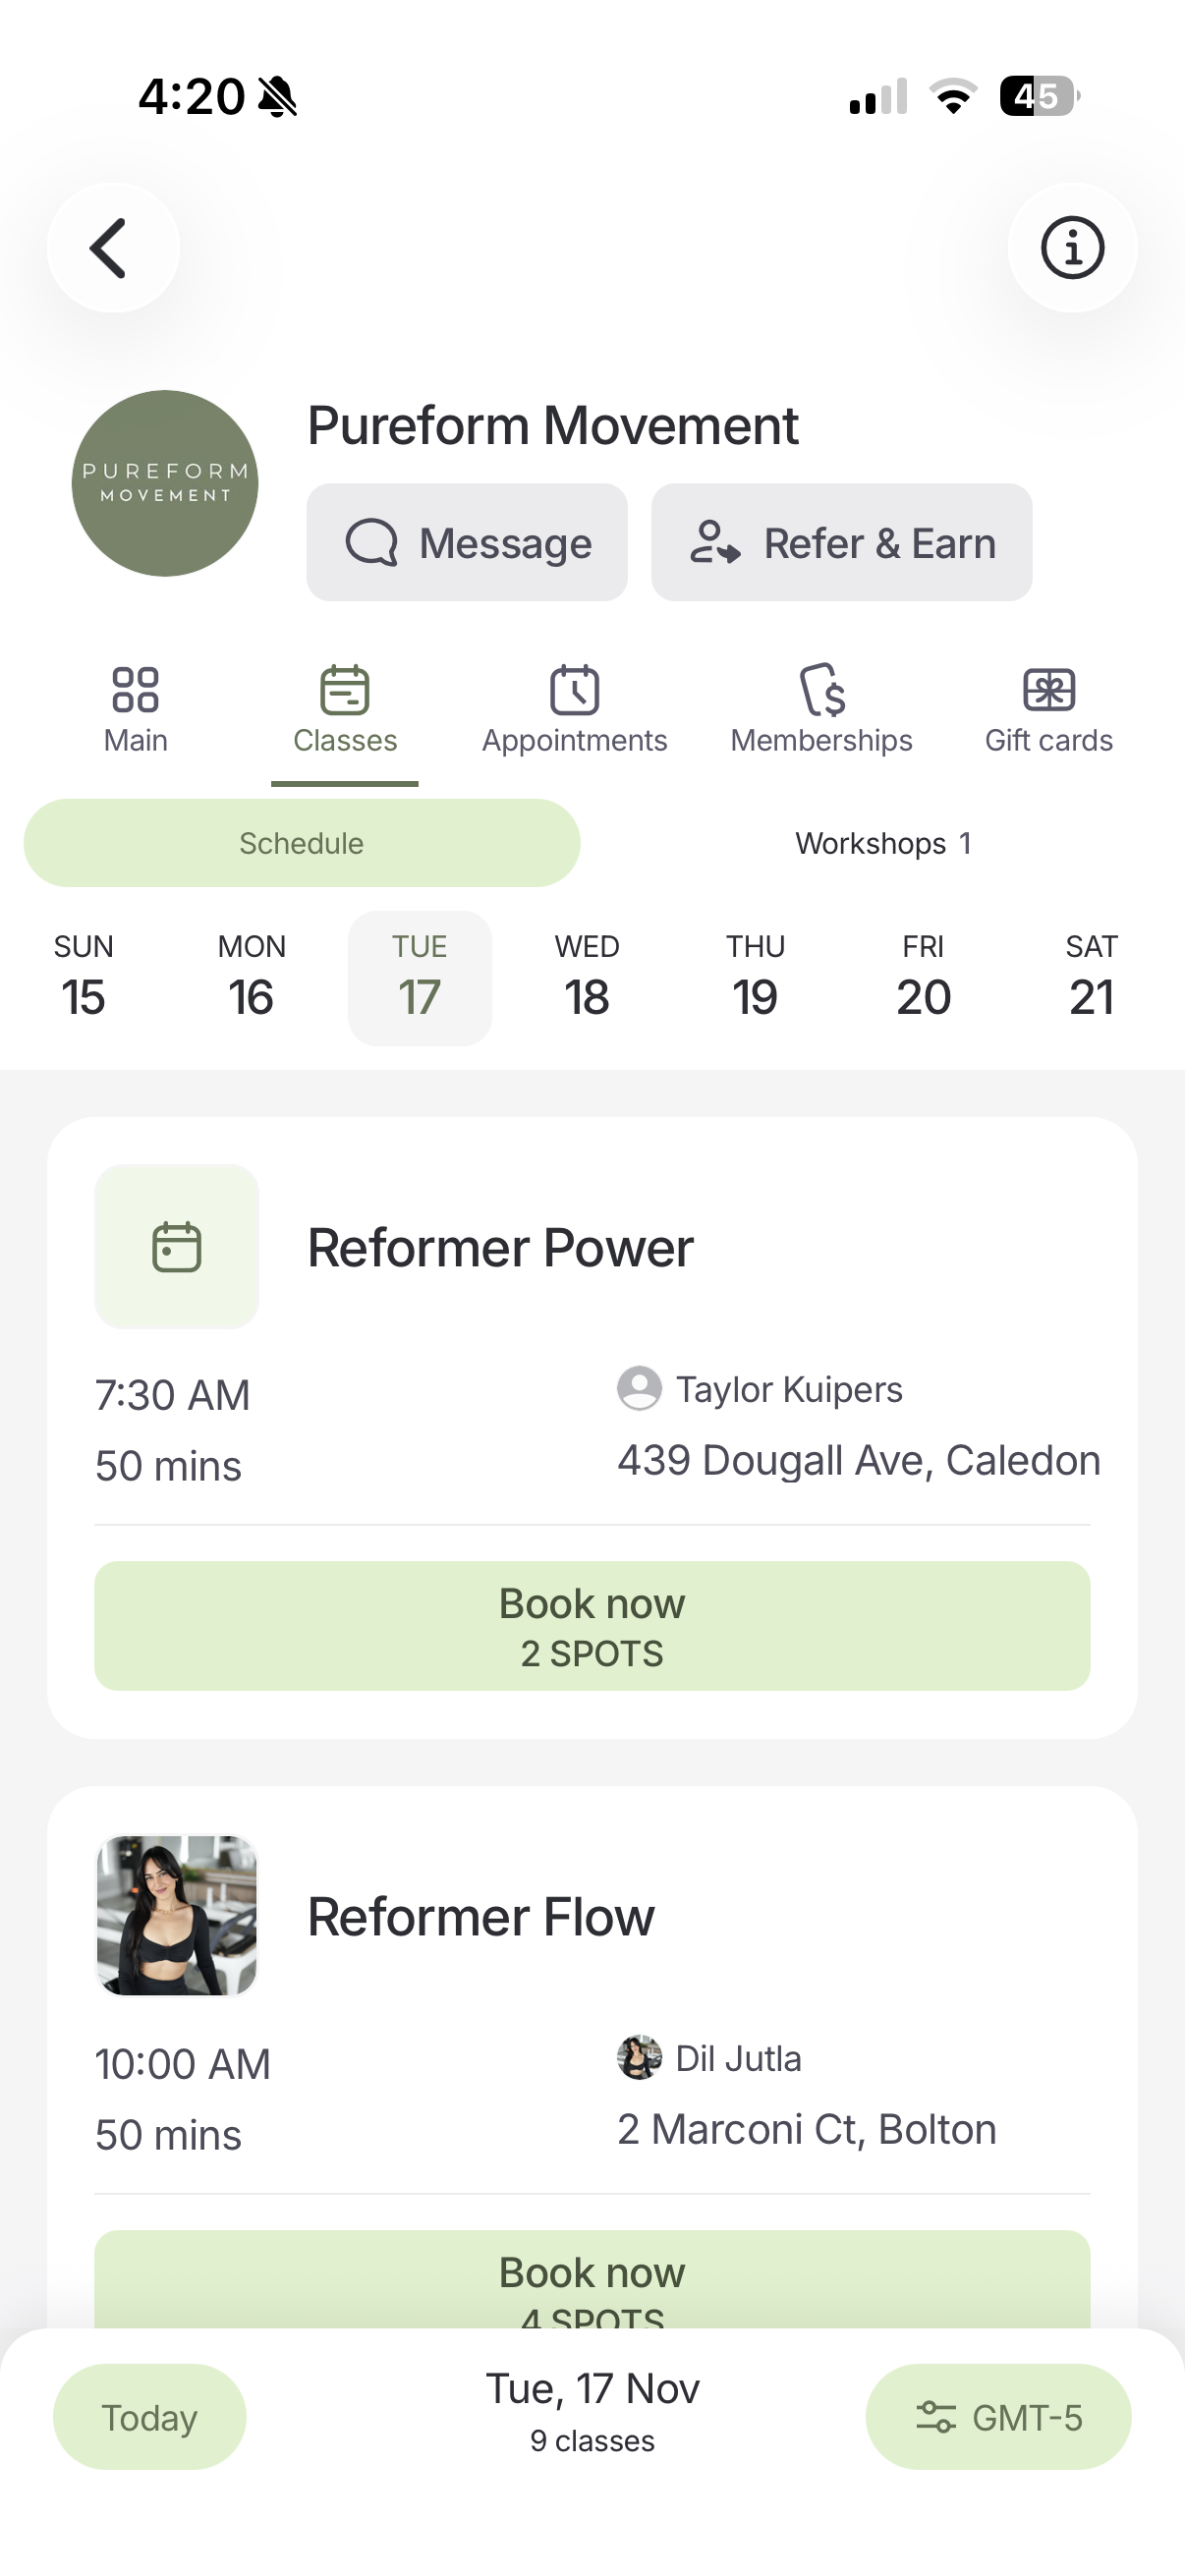 4:20
45
PUREFORM
MOVEMENT
Pureform Movement
Message
Refer & Earn
Main
Classes
Appointments
Memberships
Gift cards
Schedule
Workshops 1
SUN MON TUE WED THU FRI SAT
15 16 17 18 19 20 21
Reformer Power
7:30 AM
Taylor Kuipers
50 mins
439 Dougall Ave, Caledon
Book now
2 SPOTS
Reformer Flow
10:00 AM
Dil Jutla
50 mins
2 Marconi Ct, Bolton
Book now
4 SPOTS
Today
Tue, 17 Nov
9 classes
GMT-5